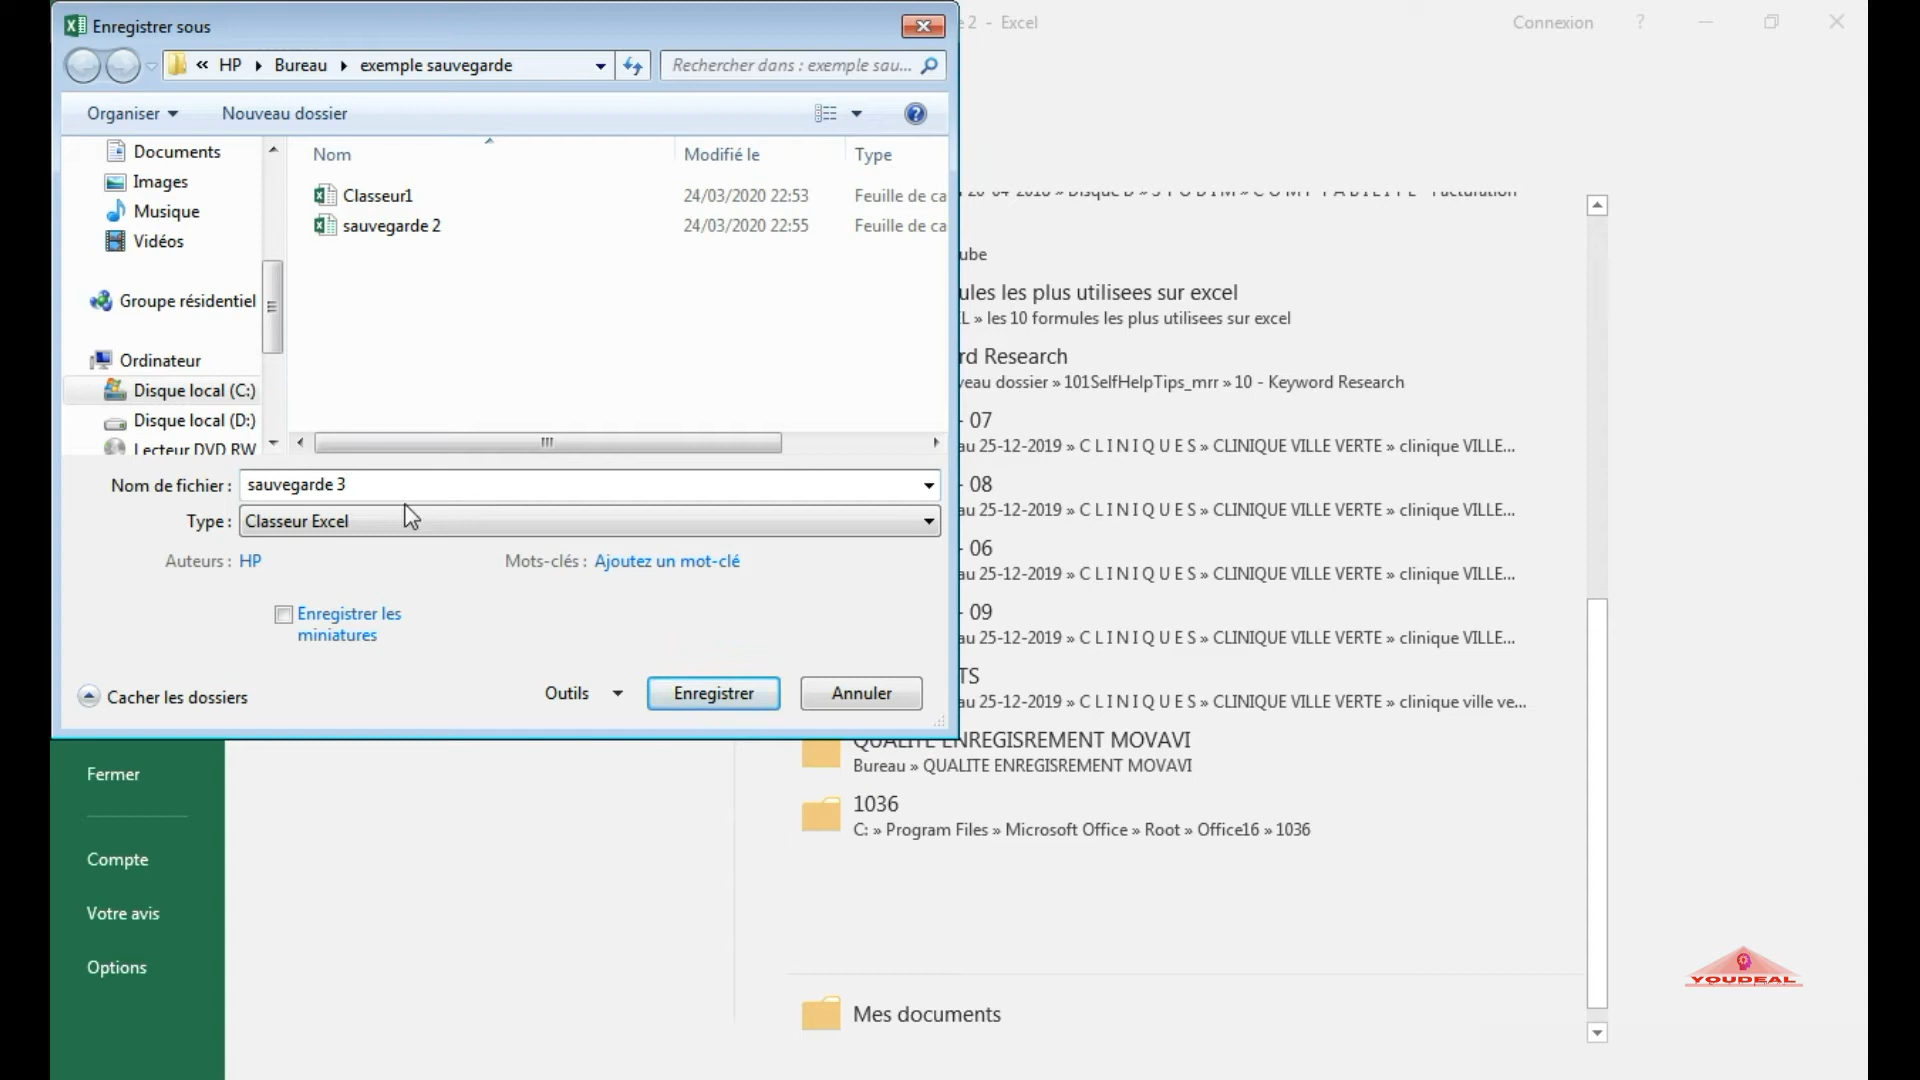 Enregistrer sous
2 - Excel
Connexion
?
« HP Bureau exemple sauvegarde
Rechercher dans : exemple sau...
Organiser
Nouveau dossier
?
Documents
Images
Musique
Vidéos
Groupe résidentiel
Ordinateur
Disque local (C:)
Disque local (D:)
Lecteur DVD RW
Nom
Modifié le
Type
Classeur1
24/03/2020 22:53
Feuille de ca
sauvegarde 2
24/03/2020 22:55
Feuille de ca
Nom de fichier :
sauvegarde 3
Type :
Classeur Excel
Auteurs : HP
Mots-clés : Ajoutez un mot-clé
Enregistrer les
miniatures
Cacher les dossiers
Outils
Enregistrer
Annuler
ube
ules les plus utilisees sur excel
L » les 10 formules les plus utilisees sur excel
rd Research
veau dossier » 101SelfHelpTips_mrr » 10 - Keyword Research
- 07
au 25-12-2019 » C L I N I Q U E S » CLINIQUE VILLE VERTE » clinique VILLE...
- 08
au 25-12-2019 » C L I N I Q U E S » CLINIQUE VILLE VERTE » clinique VILLE...
- 06
au 25-12-2019 » C L I N I Q U E S » CLINIQUE VILLE VERTE » clinique VILLE...
- 09
au 25-12-2019 » C L I N I Q U E S » CLINIQUE VILLE VERTE » clinique VILLE...
TS
au 25-12-2019 » C L I N I Q U E S » CLINIQUE VILLE VERTE » clinique ville ve...
QUALITE ENREGISREMENT MOVAVI
Bureau » QUALITE ENREGISREMENT MOVAVI
1036
C: » Program Files » Microsoft Office » Root » Office16 » 1036
Mes documents
Fermer
Compte
Votre avis
Options
YOUDEAL